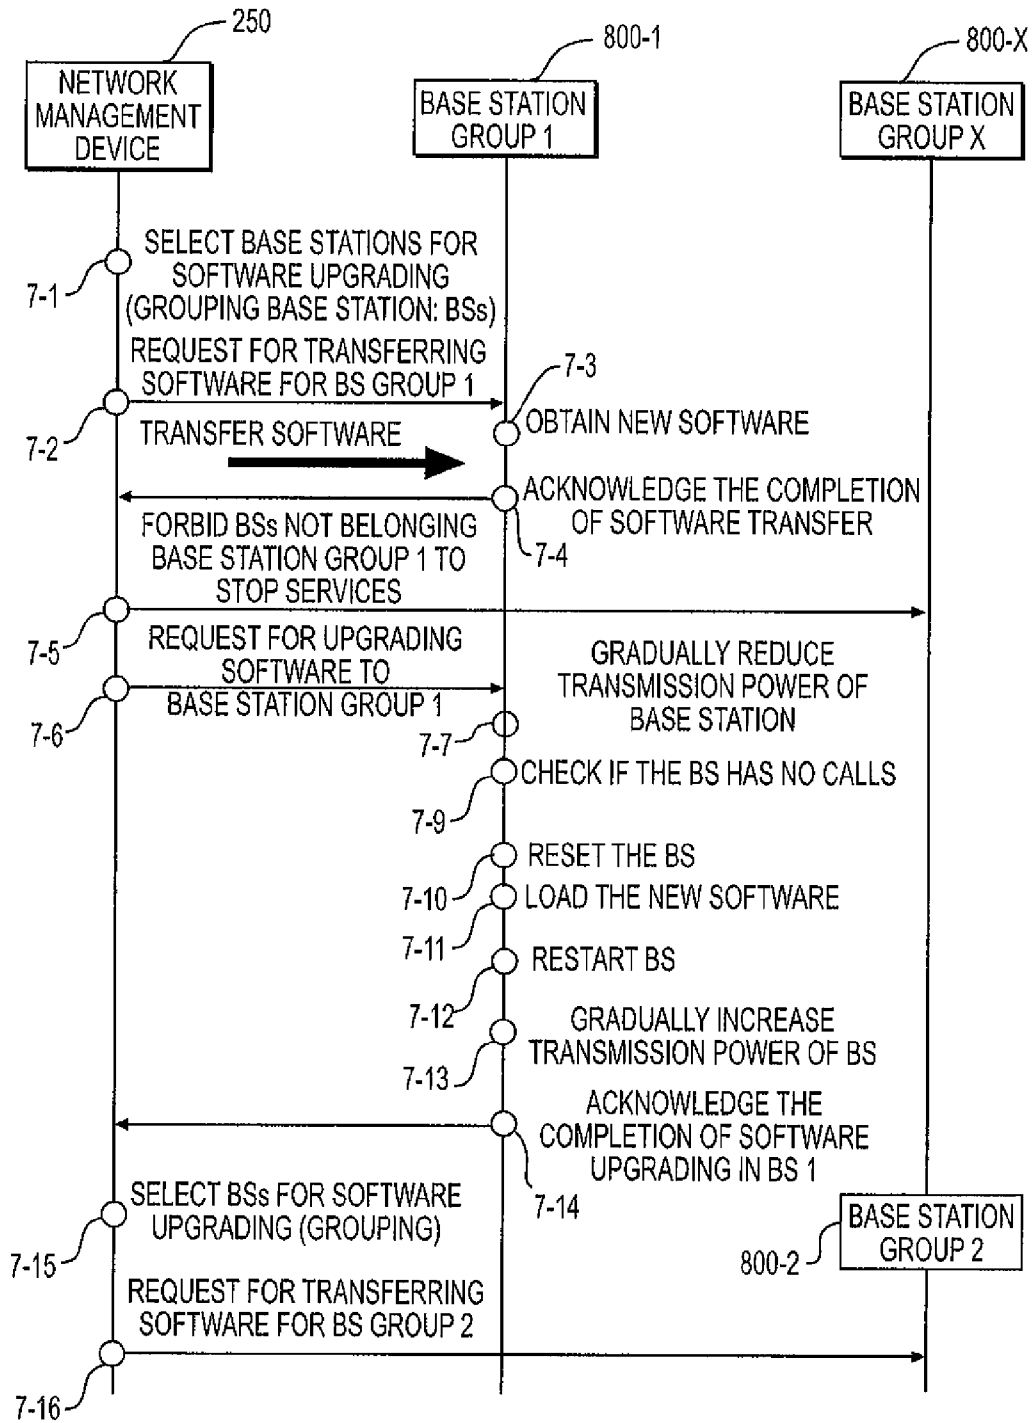 250
800-1
800-X
NETWORK
MANAGEMENT
DEVICE
BASE STATION
GROUP 1
BASE STATION
GROUP X
SELECT BASE STATIONS FOR
SOFTWARE UPGRADING
(GROUPING BASE STATION: BSs)
7-1
REQUEST FOR TRANSFERRING
SOFTWARE FOR BS GROUP 1
7-2
7-3
OBTAIN NEW SOFTWARE
TRANSFER SOFTWARE
ACKNOWLEDGE THE COMPLETION
OF SOFTWARE TRANSFER
7-4
FORBID BSs NOT BELONGING
BASE STATION GROUP 1 TO
STOP SERVICES
7-5
REQUEST FOR UPGRADING
SOFTWARE TO
BASE STATION GROUP 1
7-6
GRADUALLY REDUCE
TRANSMISSION POWER OF
BASE STATION
7-7
CHECK IF THE BS HAS NO CALLS
7-9
RESET THE BS
7-10
LOAD THE NEW SOFTWARE
7-11
RESTART BS
7-12
GRADUALLY INCREASE
TRANSMISSION POWER OF BS
7-13
ACKNOWLEDGE THE
COMPLETION OF SOFTWARE
UPGRADING IN BS 1
7-14
SELECT BSs FOR SOFTWARE
UPGRADING (GROUPING)
7-15
BASE STATION
GROUP 2
800-2
REQUEST FOR TRANSFERRING
SOFTWARE FOR BS GROUP 2
7-16